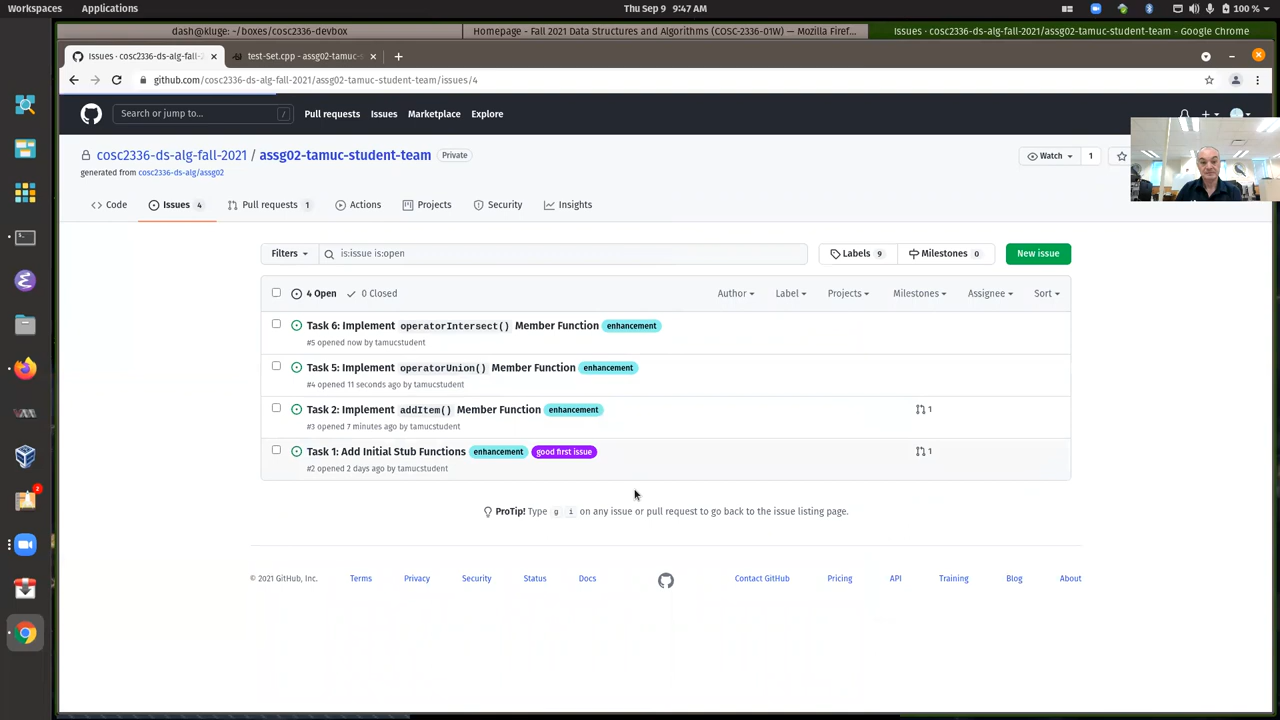 Workspaces Applications Thu Sep 9 9:47 AM 100 %
dash@kluge: ~/boxes/cosc2336-devbox Homepage - Fall 2021 Data Structures and Algorithms (COSC-2336-01W) — Mozilla Firef... Issues · cosc2336-ds-alg-fall-2021/assg02-tamuc-student-team - Google Chrome
Issues · cosc2336-ds-alg-fall-2 test-Set.cpp - assg02-tamuc-s
github.com/cosc2336-ds-alg-fall-2021/assg02-tamuc-student-team/issues/4
Search or jump to... / Pull requests Issues Marketplace Explore
cosc2336-ds-alg-fall-2021 / assg02-tamuc-student-team Private Watch 1
generated from cosc2336-ds-alg/assg02
Code Issues 4 Pull requests 1 Actions Projects Security Insights
Filters is:issue is:open Labels 9 Milestones 0 New issue
4 Open 0 Closed Author Label Projects Milestones Assignee Sort
Task 6: Implement operatorIntersect() Member Function enhancement
#5 opened now by tamucstudent
Task 5: Implement operatorUnion() Member Function enhancement
#4 opened 11 seconds ago by tamucstudent
Task 2: Implement addItem() Member Function enhancement 1
#3 opened 7 minutes ago by tamucstudent
Task 1: Add Initial Stub Functions enhancement good first issue 1
#2 opened 2 days ago by tamucstudent
ProTip! Type g i on any issue or pull request to go back to the issue listing page.
© 2021 GitHub, Inc. Terms Privacy Security Status Docs Contact GitHub Pricing API Training Blog About
2